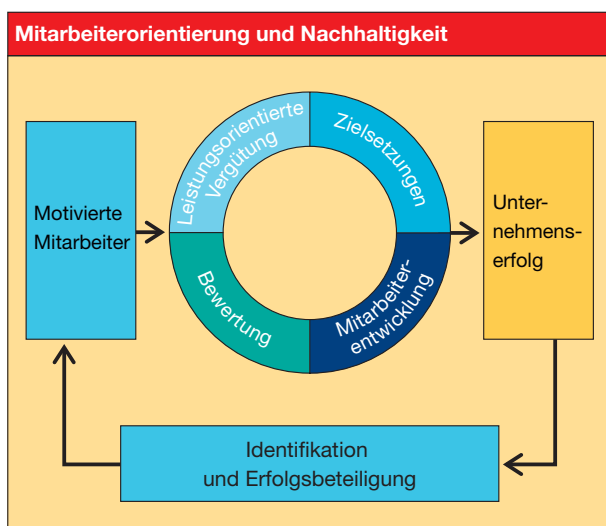 Mitarbeiterorientierung und Nachhaltigkeit
Leistungsorientierte
Vergütung
Zielsetzungen
Motivierte
Mitarbeiter
Unter-
nehmens-
erfolg
Bewertung
Mitarbeiter-
entwicklung
Identifikation
und Erfolgsbeteiligung